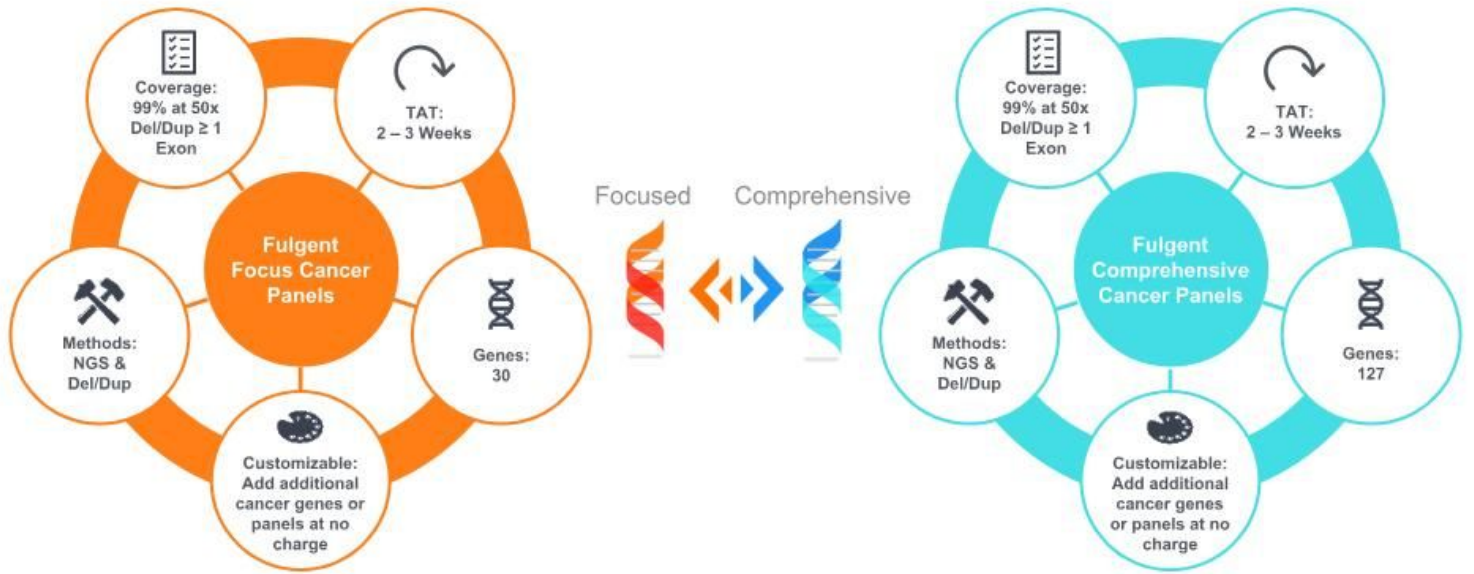 Coverage:
99% at 50x
Del/Dup ≥ 1
Exon
TAT:
2 – 3 Weeks
Fulgent
Focus Cancer
Panels
Methods:
NGS &
Del/Dup
Genes:
30
Customizable:
Add additional
cancer genes or
panels at no
charge
Focused
Comprehensive
Coverage:
99% at 50x
Del/Dup ≥ 1
Exon
TAT:
2 – 3 Weeks
Fulgent
Comprehensive
Cancer Panels
Methods:
NGS &
Del/Dup
Genes:
127
Customizable:
Add additional
cancer genes
or panels at no
charge